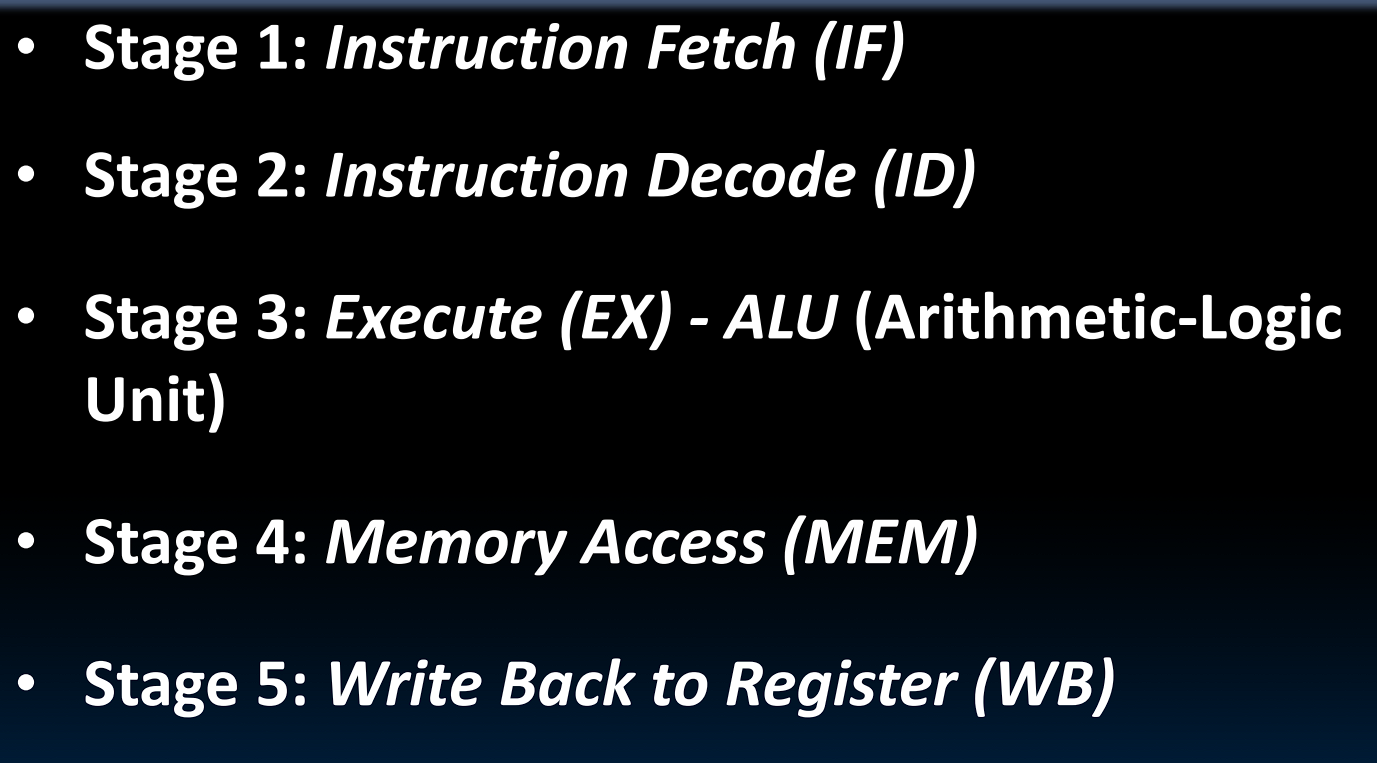 • Stage 1: Instruction Fetch (IF)
• Stage 2: Instruction Decode (ID)
• Stage 3: Execute (EX) - ALU (Arithmetic-Logic
Unit)
• Stage 4: Memory Access (MEM)
• Stage 5: Write Back to Register (WB)